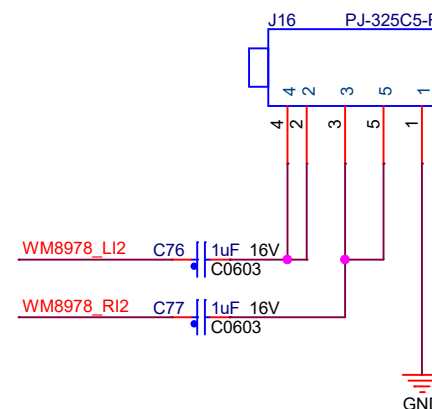 J16 PJ-325C5-
4 2 3 5 1
4 2 3 5 1
WM8978_LI2 C76 1uF 16V
C0603
WM8978_RI2 C77 1uF 16V
C0603
GND